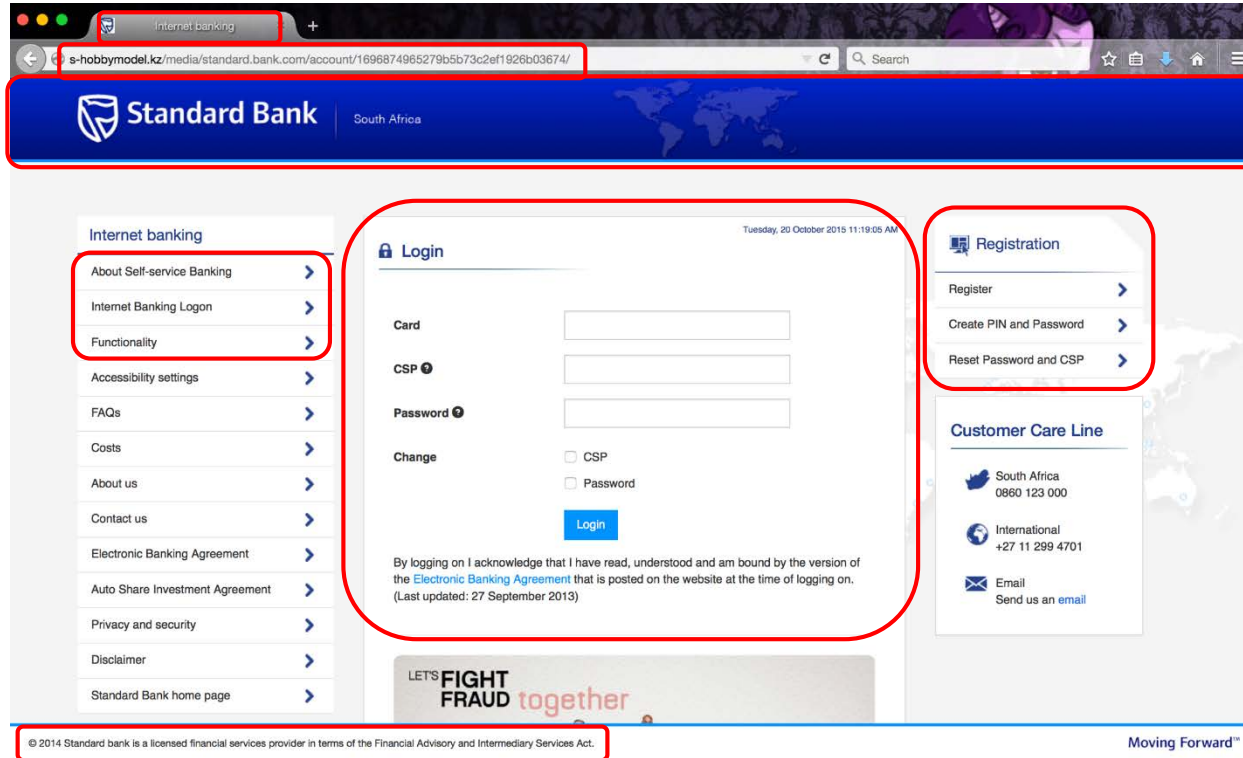 Internet banking
s-hobbymodel.kz/media/standard.bank.com/account/1696874965279b5b73c2ef1926b03674/
Search
Standard Bank
South Africa
Internet banking
About Self-service Banking
Internet Banking Logon
Functionality
Accessibility settings
FAQs
Costs
About us
Contact us
Electronic Banking Agreement
Auto Share Investment Agreement
Privacy and security
Disclaimer
Standard Bank home page
Tuesday, 20 October 2015 11:19:05 AM
Login
Card
CSP
Password
Change
CSP
Password
Login
By logging on I acknowledge that I have read, understood and am bound by the version of
the Electronic Banking Agreement that is posted on the website at the time of logging on.
(Last updated: 27 September 2013)
LET'S FIGHT
FRAUD together
Registration
Register
Create PIN and Password
Reset Password and CSP
Customer Care Line
South Africa
0860 123 000
International
+27 11 299 4701
Email
Send us an email
© 2014 Standard bank is a licensed financial services provider in terms of the Financial Advisory and Intermediary Services Act.
Moving Forward™